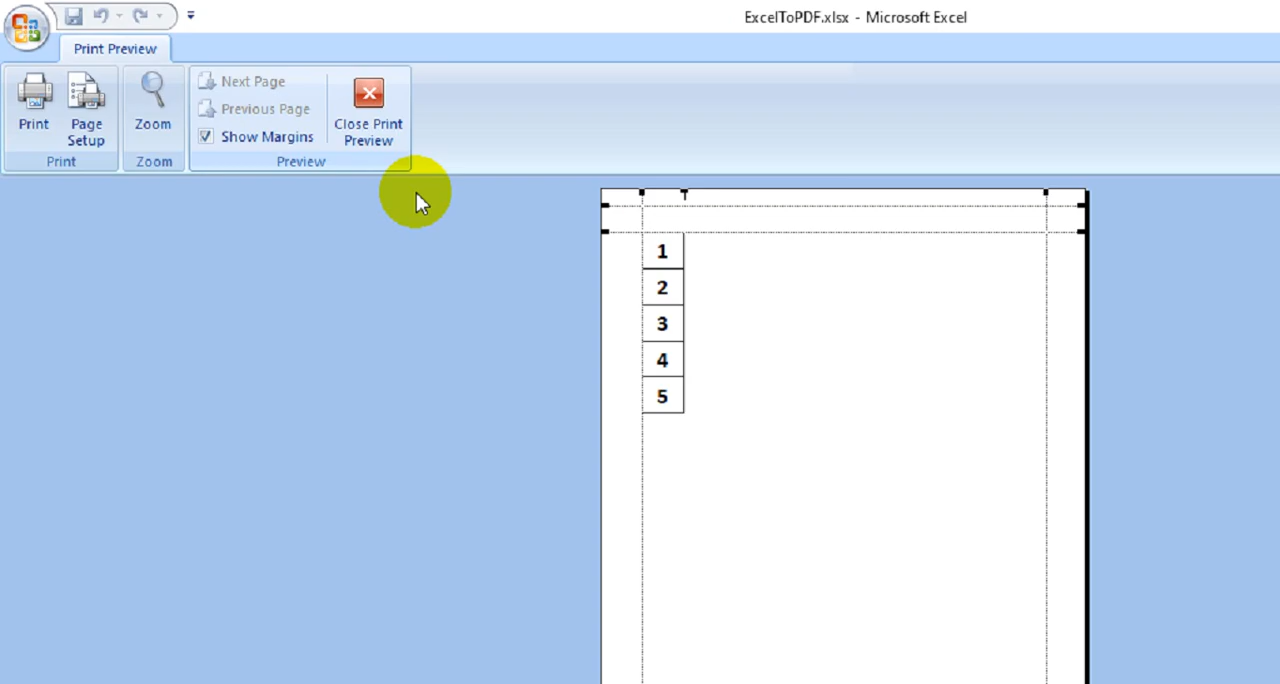 ExcelToPDF.xlsx - Microsoft Excel
Print Preview
Print
Page
Setup
Print
Zoom
Zoom
Next Page
Previous Page
Show Margins
Close Print
Preview
Preview
1
2
3
4
5